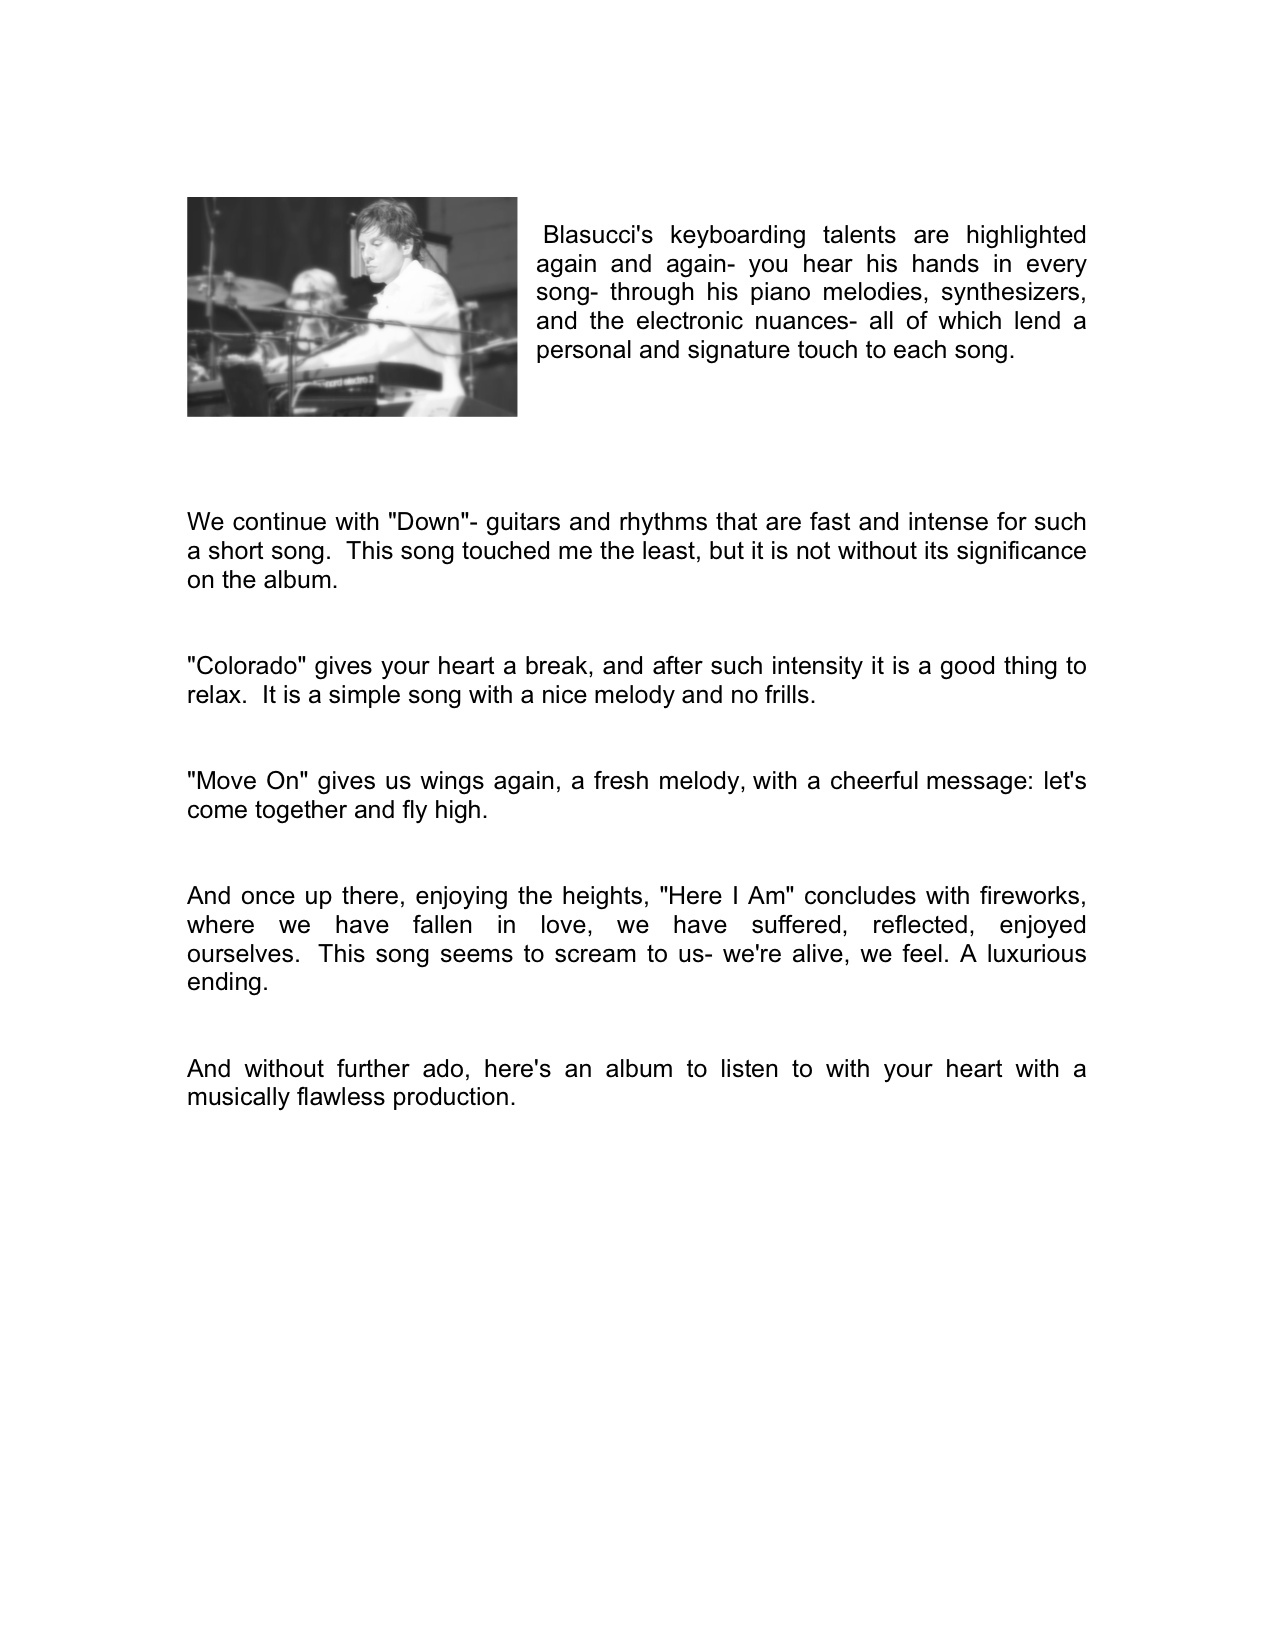 Blasucci's keyboarding talents are highlighted
again and again- you hear his hands in every
song- through his piano melodies, synthesizers,
and the electronic nuances- all of which lend a
personal and signature touch to each song.
nord electro 2
We continue with "Down"- guitars and rhythms that are fast and intense for such
a short song.  This song touched me the least, but it is not without its significance
on the album.
"Colorado" gives your heart a break, and after such intensity it is a good thing to
relax.  It is a simple song with a nice melody and no frills.
"Move On" gives us wings again, a fresh melody, with a cheerful message: let's
come together and fly high.
And once up there, enjoying the heights, "Here I Am" concludes with fireworks,
where we have fallen in love, we have suffered, reflected, enjoyed
ourselves.  This song seems to scream to us- we're alive, we feel. A luxurious
ending.
And without further ado, here's an album to listen to with your heart with a
musically flawless production.